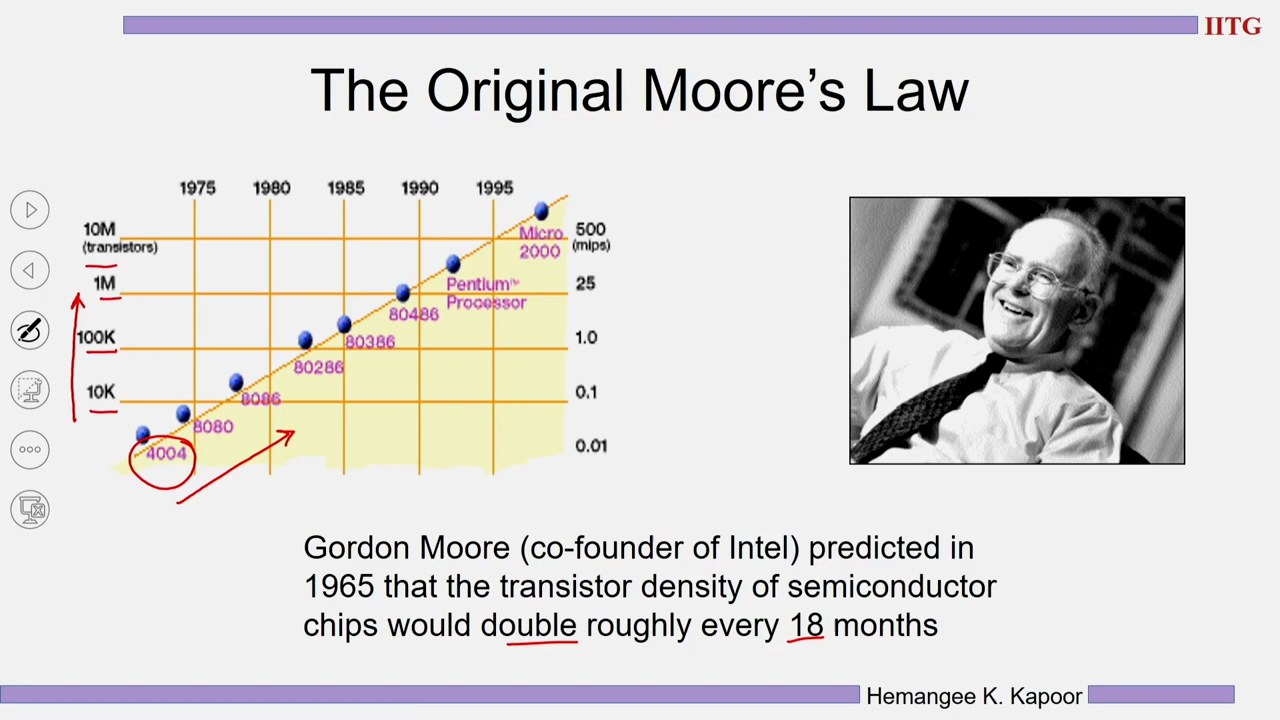 IITG
The Original Moore's Law
1975 1980 1985 1990 1995
10M
(transistors)
1M
100K
10K
500
(mips)
25
1.0
0.1
0.01
Micro
2000
Pentium™
Processor
80486
80386
80286
8086
8080
4004
Gordon Moore (co-founder of Intel) predicted in
1965 that the transistor density of semiconductor
chips would double roughly every 18 months
Hemangee K. Kapoor